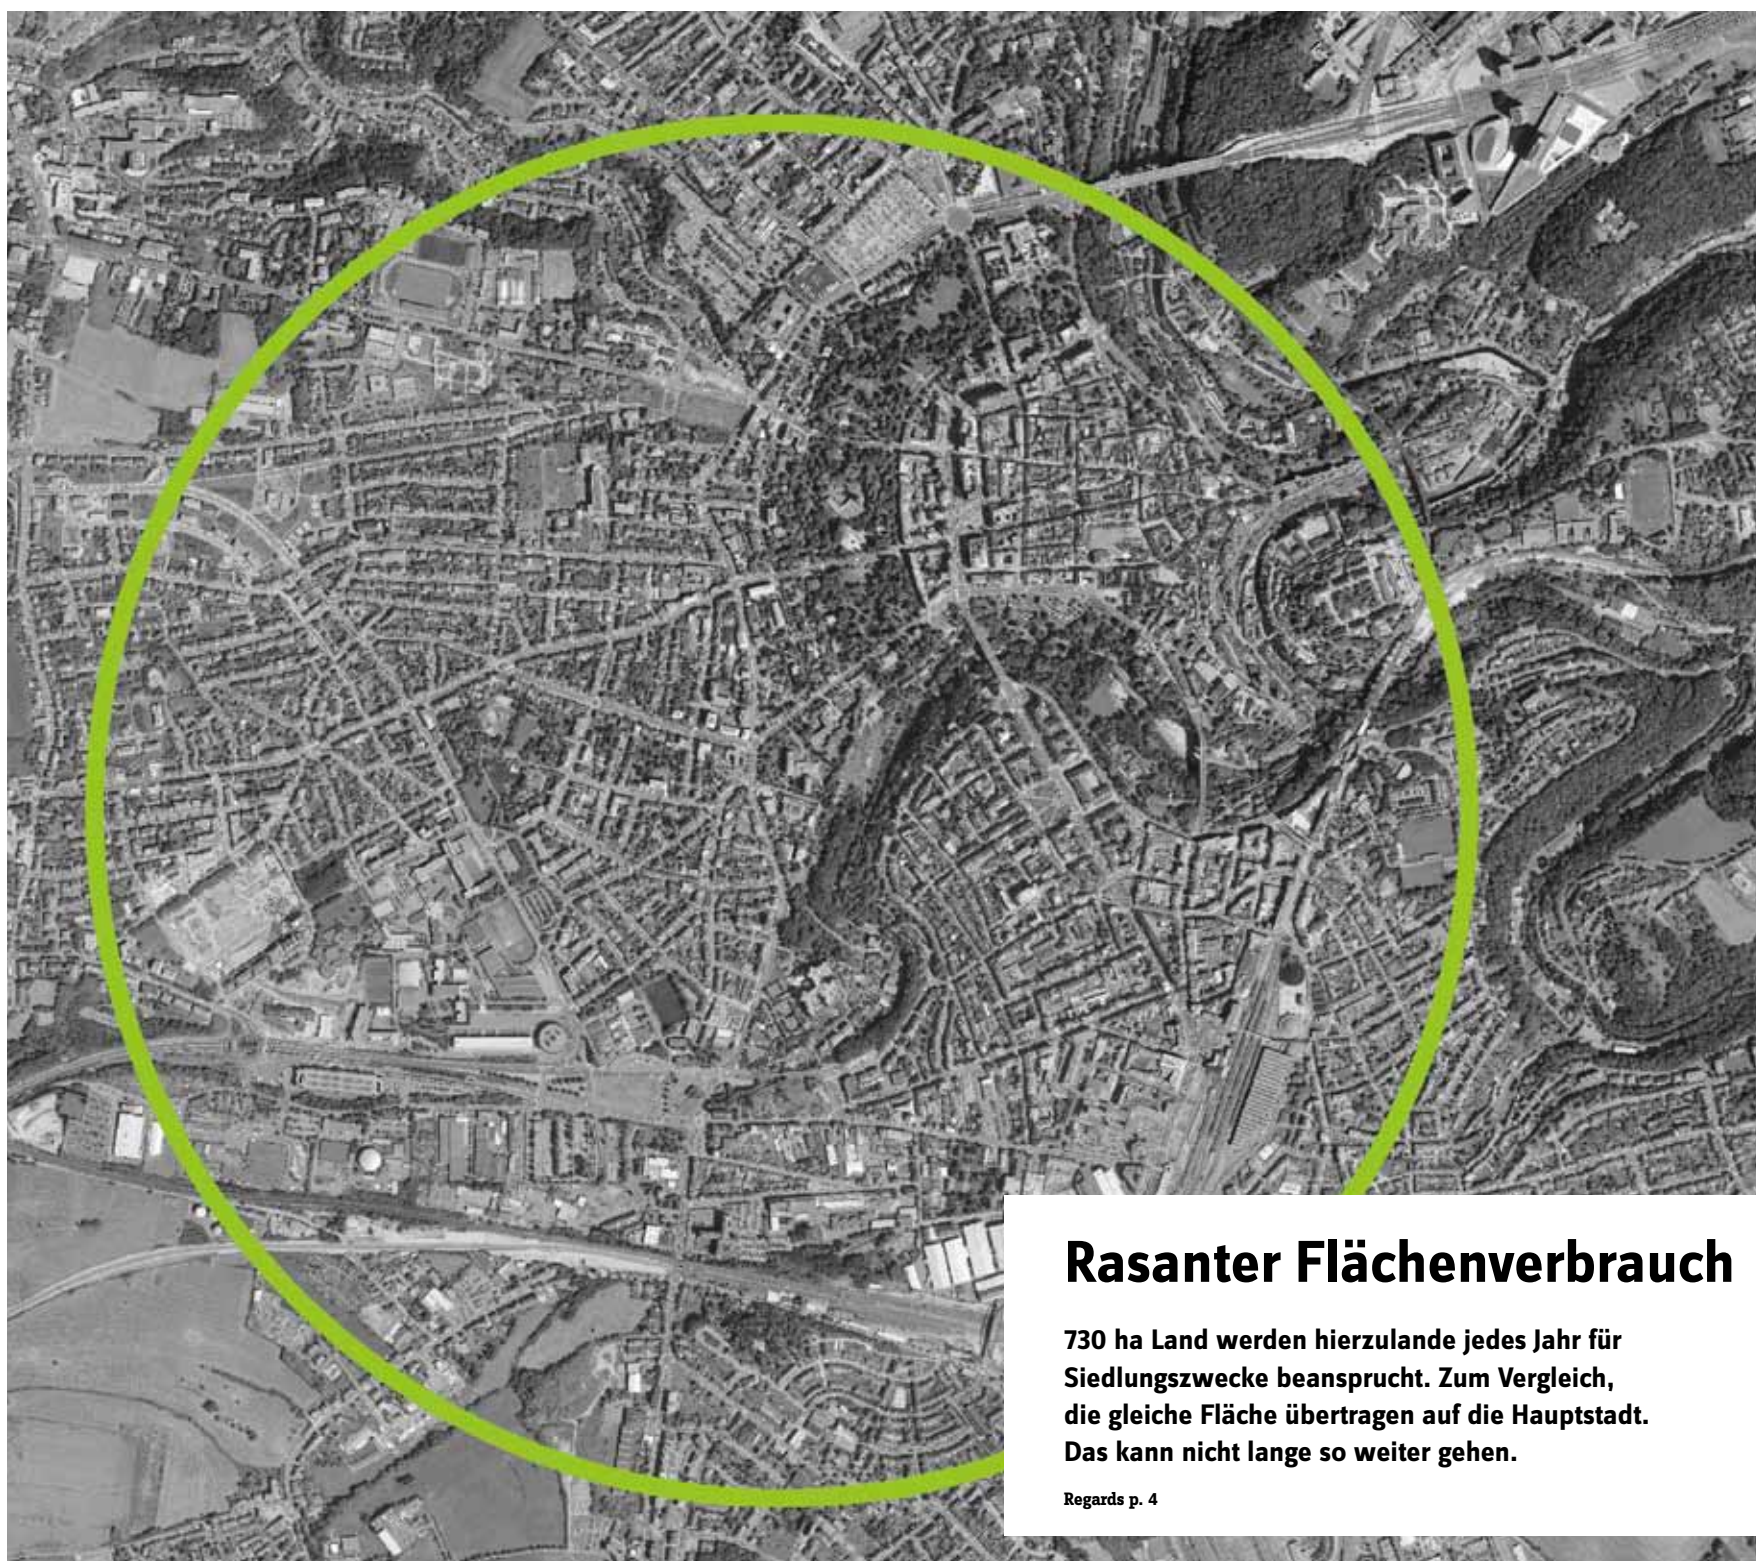 Rasanter Flächenverbrauch
730 ha Land werden hierzulande jedes Jahr für
Siedlungszwecke beansprucht. Zum Vergleich,
die gleiche Fläche übertragen auf die Hauptstadt.
Das kann nicht lange so weiter gehen.
Regards p. 4